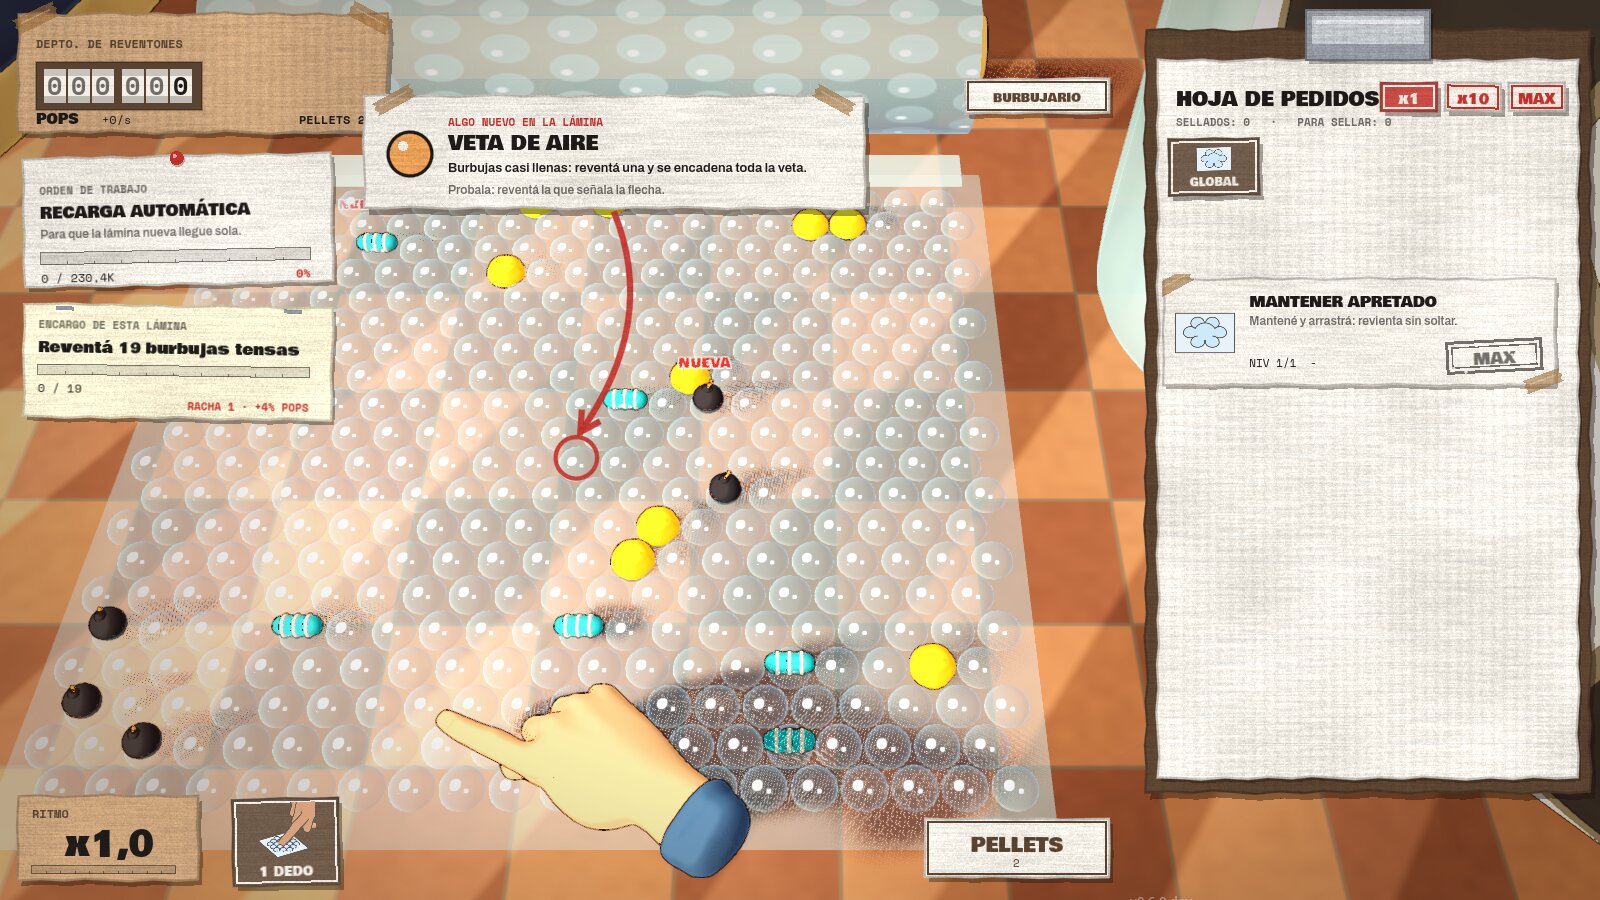 DEPTO. DE REVENTONES
000 000
POPS +0/s PELLETS 2
ORDEN DE TRABAJO
RECARGA AUTOMÁTICA
Para que la lámina nueva llegue sola.
0 / 230.4K 0%
ENCARGO DE ESTA LÁMINA
Reventá 19 burbujas tensas
0 / 19
RACHA 1 · +4% POPS
ALGO NUEVO EN LA LÁMINA
VETA DE AIRE
Burbujas casi llenas: reventá una y se encadena toda la veta.
Probala: reventá la que señala la flecha.
BURBUJARIO
NUEVA
HOJA DE PEDIDOS x1 x10 MAX
SELLADOS: 0 · PARA SELLAR: 0
GLOBAL
MANTENER APRETADO
Mantené y arrastrá: revienta sin soltar.
NIV 1/1 -
MAX
RITMO
x1,0
1 DEDO
PELLETS
2